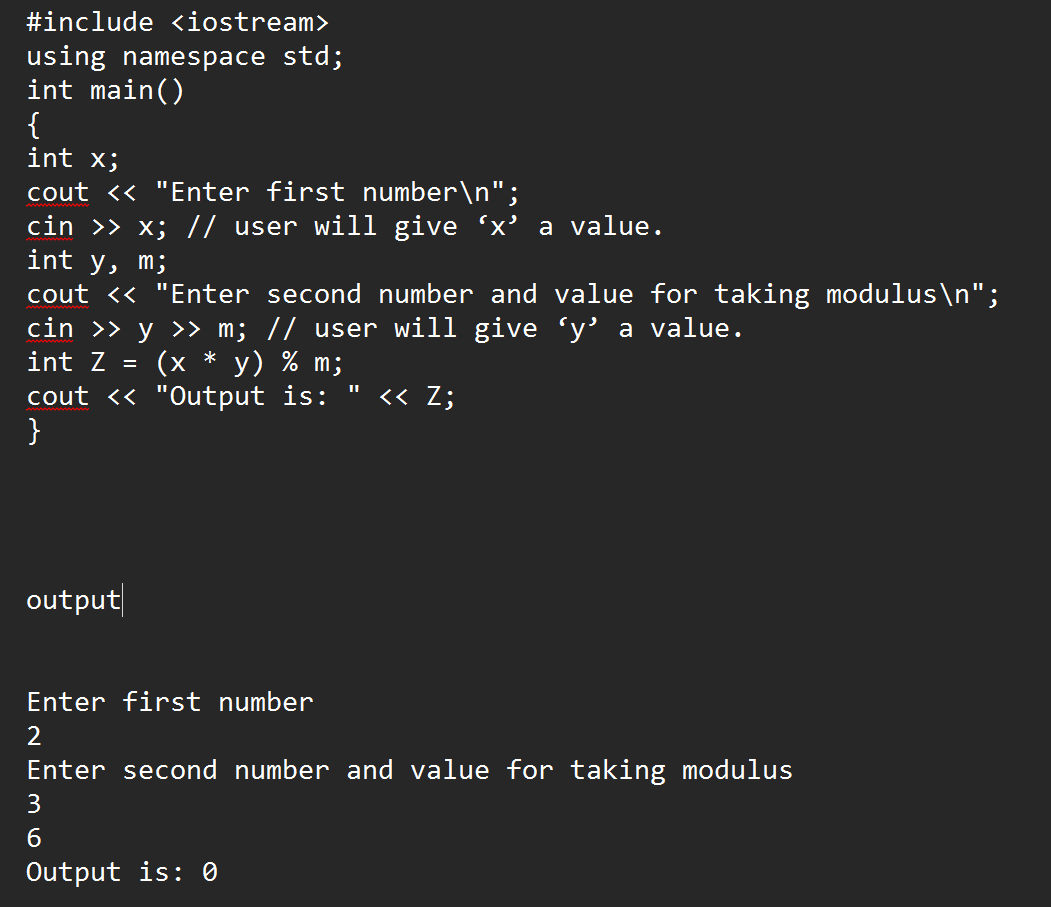 #include <iostream>
using namespace std;
int main()
{
int x;
cout << "Enter first number\n";
cin >> x; // user will give ‘x’ a value.
int y, m;
cout << "Enter second number and value for taking modulus\n";
cin >> y >> m; // user will give ‘y’ a value.
int Z = (x * y) % m;
cout << "Output is: " << Z;
}
output
Enter first number
2
Enter second number and value for taking modulus
3
6
Output is: 0